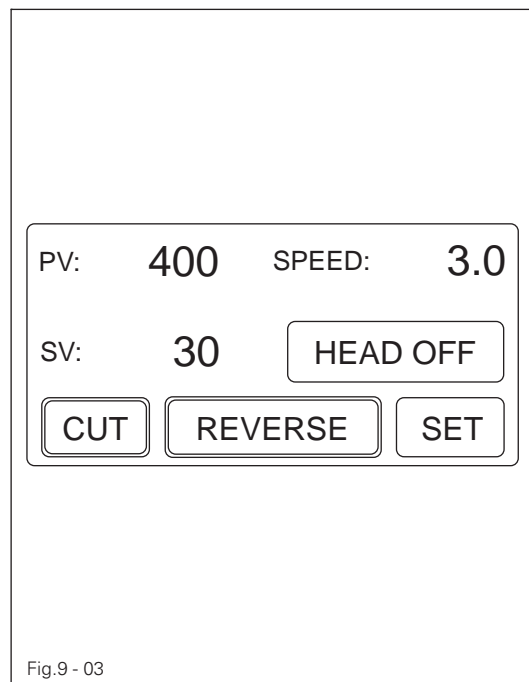 PV: 400 SPEED: 3.0
SV: 30 HEAD OFF
CUT REVERSE SET
Fig.9 - 03